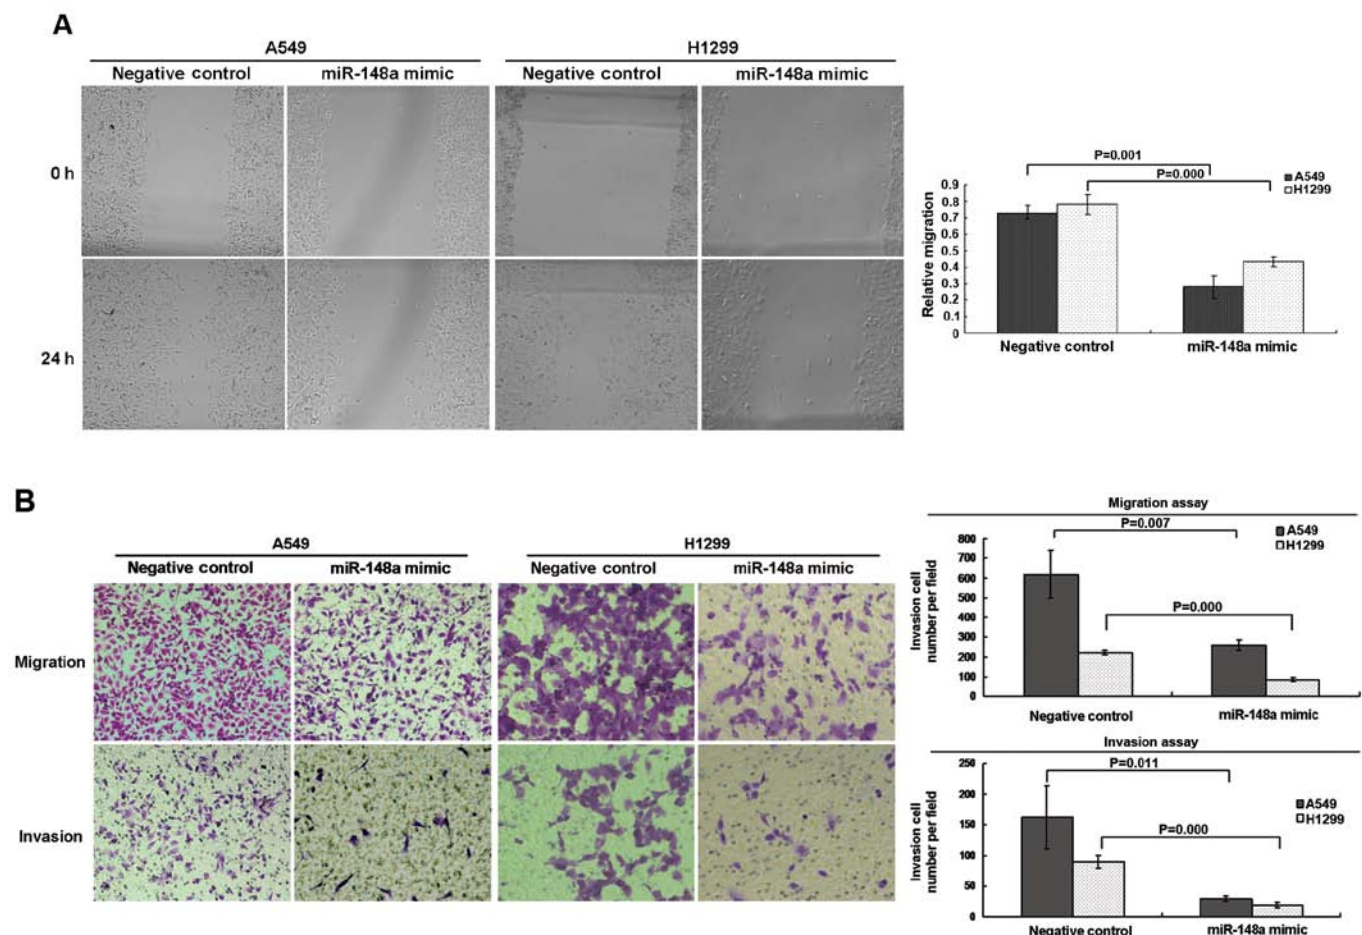 A
A549 H1299
Negative control miR-148a mimic Negative control miR-148a mimic
0 h
24 h
P=0.001
P=0.000
A549
H1299
Relative migration
0.9
0.8
0.7
0.6
0.5
0.4
0.3
0.2
0.1
0
Negative control miR-148a mimic
B
A549 H1299
Negative control miR-148a mimic Negative control miR-148a mimic
Migration
Invasion
Migration assay
P=0.007
A549
H1299
P=0.000
Invasion cell
number per field
800
700
600
500
400
300
200
100
0
Negative control miR-148a mimic
Invasion assay
P=0.011
A549
H1299
P=0.000
Invasion cell
number per field
250
200
150
100
50
0
Negative control miR-148a mimic